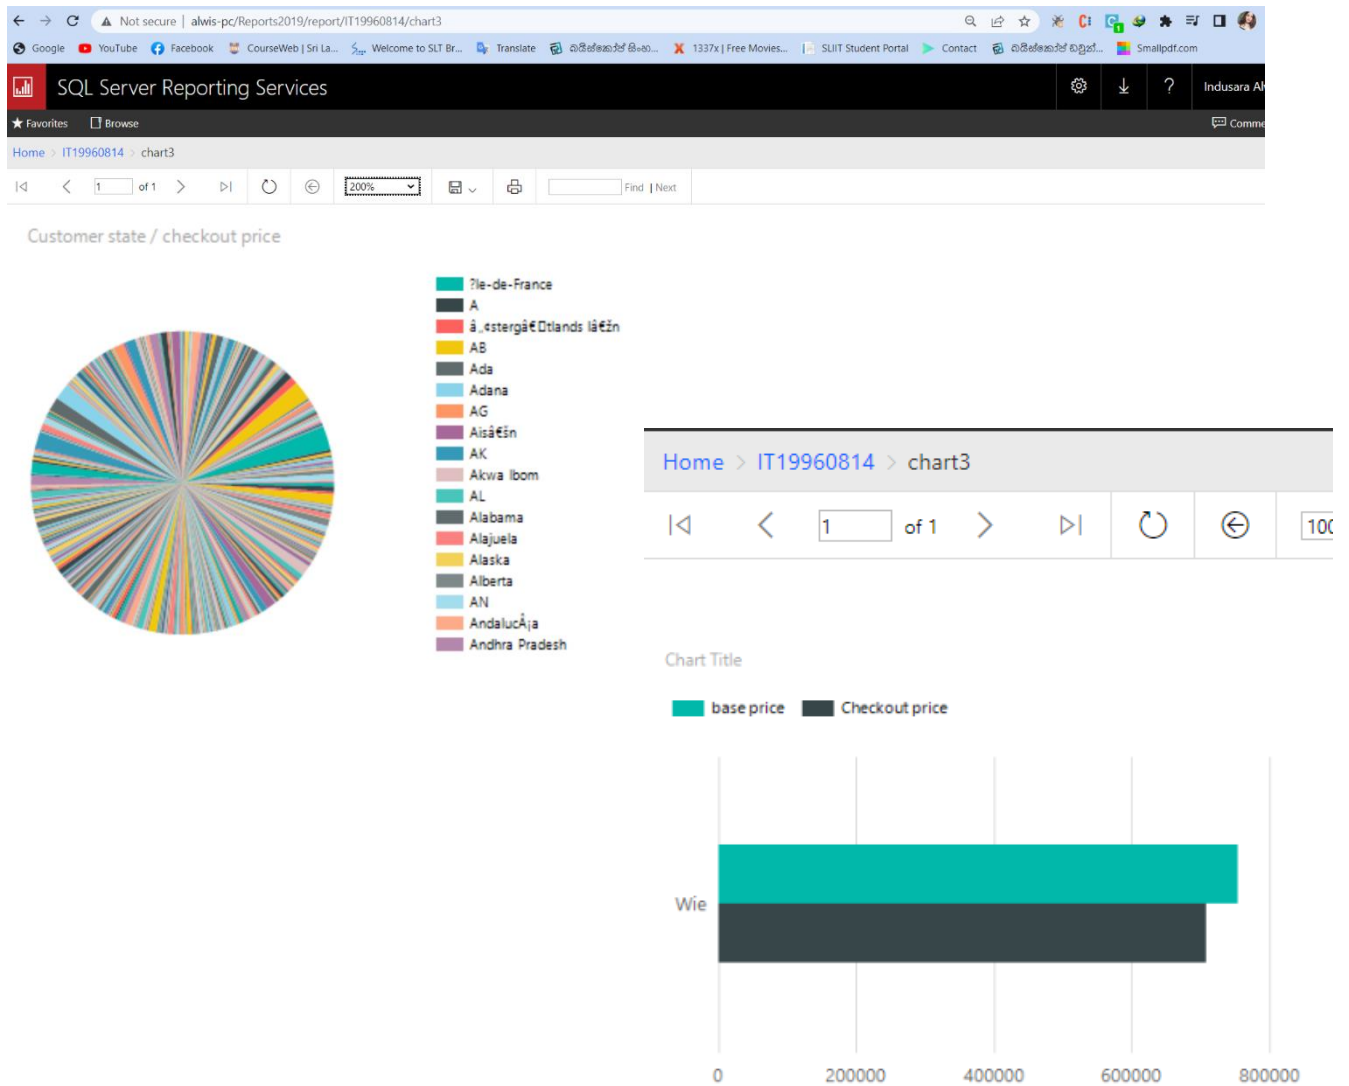 Not secure | alwis-pc/Reports2019/report/IT19960814/chart3
Google YouTube Facebook CourseWeb | Sri La... Welcome to SLT Br... Translate 1337x | Free Movies... SLIIT Student Portal Contact Smallpdf.com
SQL Server Reporting Services
Indusara Al
Favorites Browse
Comme
Home > IT19960814 > chart3
1 of 1 200% Find | Next
Customer state / checkout price
?le-de-France
A
AB
Ada
Adana
AG
Aisâ€šn
AK
Akwa Ibom
AL
Alabama
Alajuela
Alaska
Alberta
AN
AndalucÃ¡a
Andhra Pradesh
Home > IT19960814 > chart3
1 of 1 100
Chart Title
base price Checkout price
Wie
0 200000 400000 600000 800000